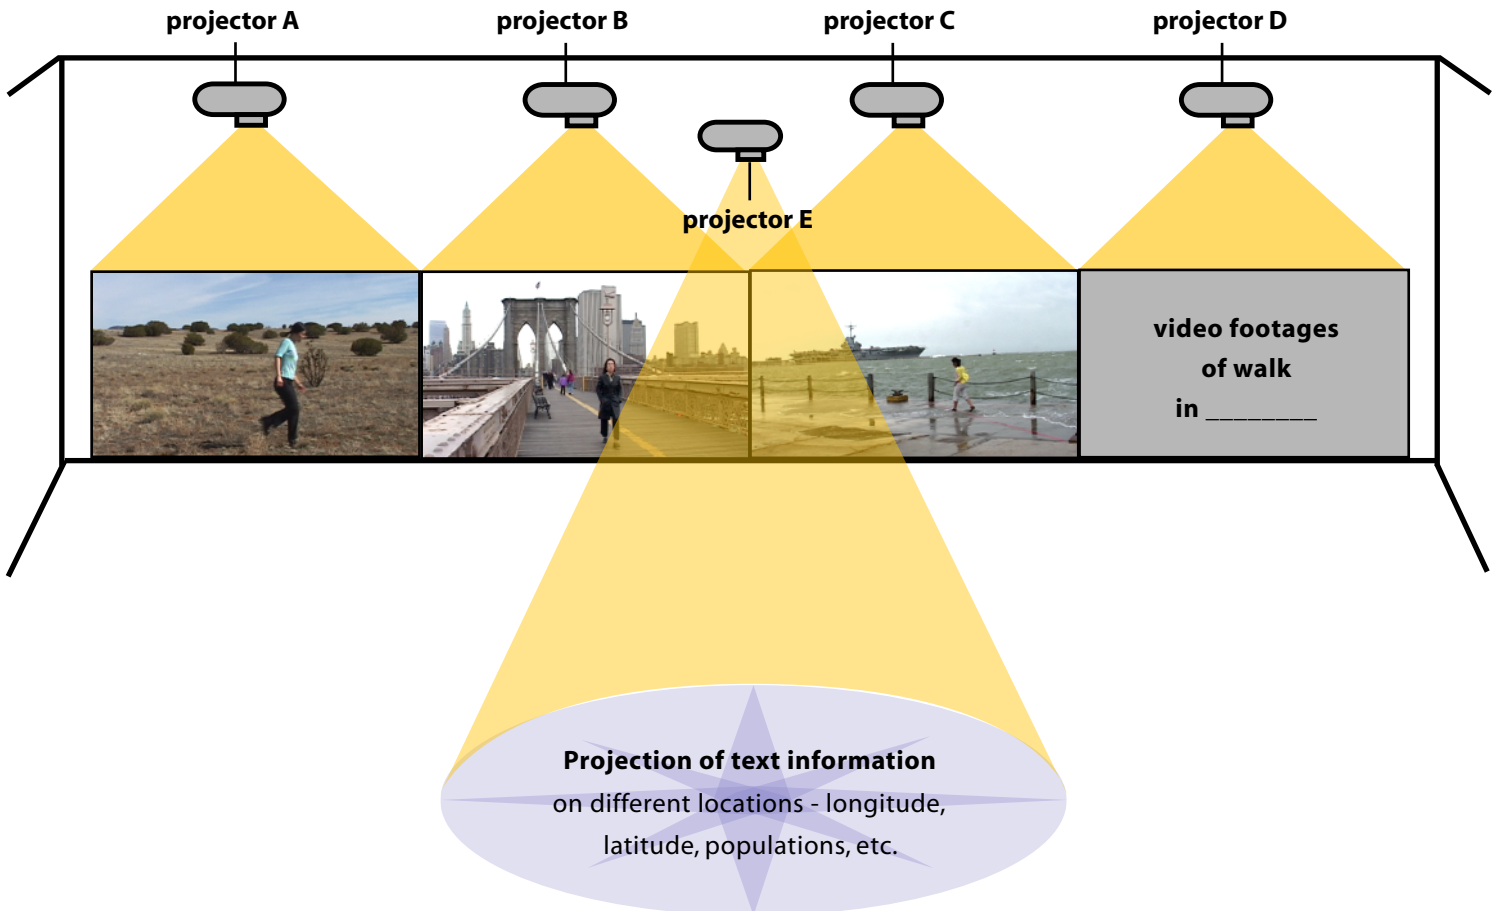 projector A
projector B
projector C
projector D
projector E
video footages
of walk
in ________
Projection of text information
on different locations - longitude,
latitude, populations, etc.